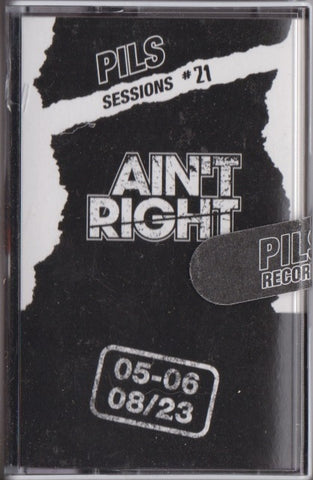 PILS
SESSIONS #21
AIN'T
RIGHT
PILS
RECOR
05-06
08/23